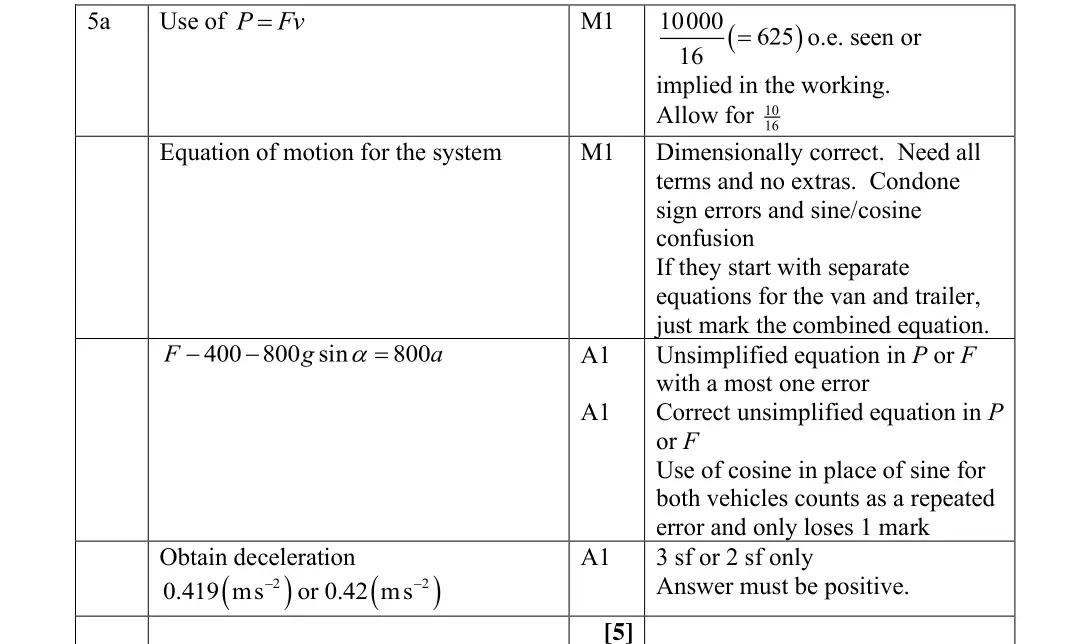 5a Use of P = Fv M1 10000/16 (= 625) o.e. seen or
implied in the working.
Allow for 10/16
Equation of motion for the system M1 Dimensionally correct. Need all
terms and no extras. Condone
sign errors and sine/cosine
confusion
If they start with separate
equations for the van and trailer,
just mark the combined equation.
F − 400 − 800g sin α = 800a A1 Unsimplified equation in P or F
with a most one error
A1 Correct unsimplified equation in P
or F
Use of cosine in place of sine for
both vehicles counts as a repeated
error and only loses 1 mark
Obtain deceleration A1 3 sf or 2 sf only
0.419(m s⁻²) or 0.42(m s⁻²) Answer must be positive.
[5]